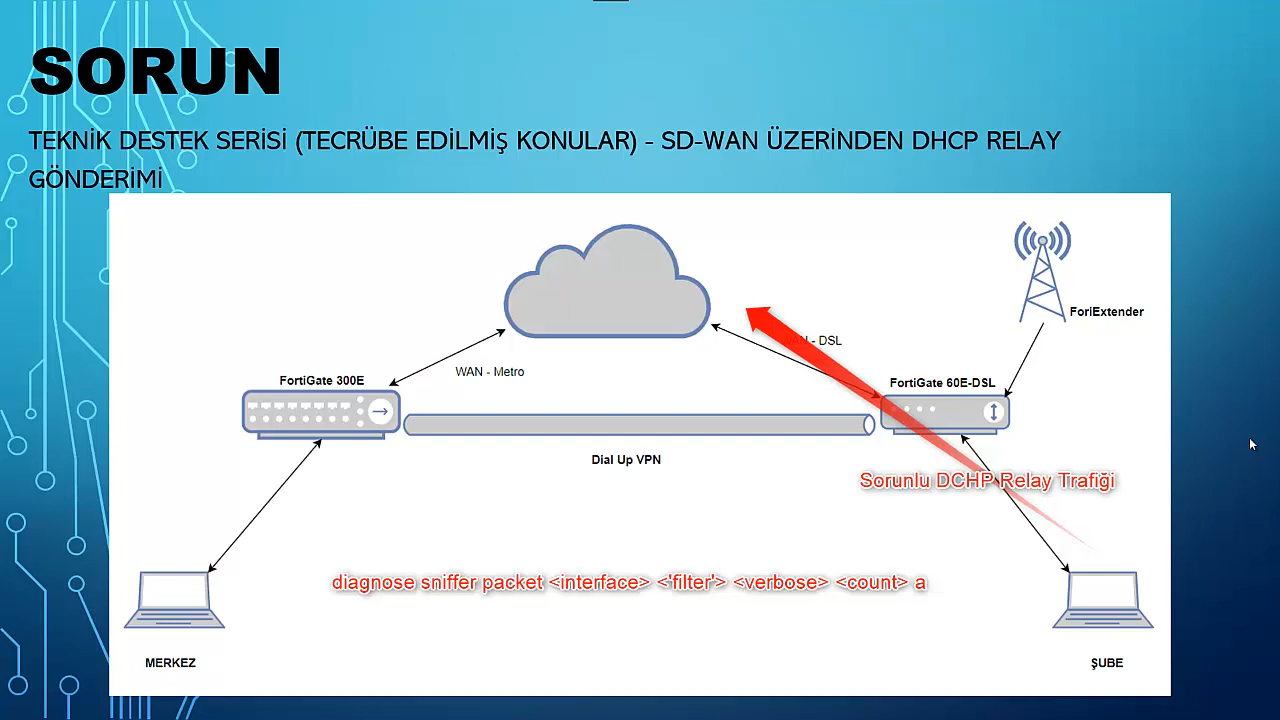 SORUN
TEKNİK DESTEK SERİSİ (TECRÜBE EDİLMİŞ KONULAR) - SD-WAN ÜZERİNDEN DHCP RELAY
GÖNDERİMİ
ForiExtender
WAN - DSL
WAN - Metro
FortiGate 300E
FortiGate 60E-DSL
Dial Up VPN
Sorunlu DCHP Relay Trafiği
diagnose sniffer packet <interface> <'filter'> <verbose> <count> a
MERKEZ
ŞUBE